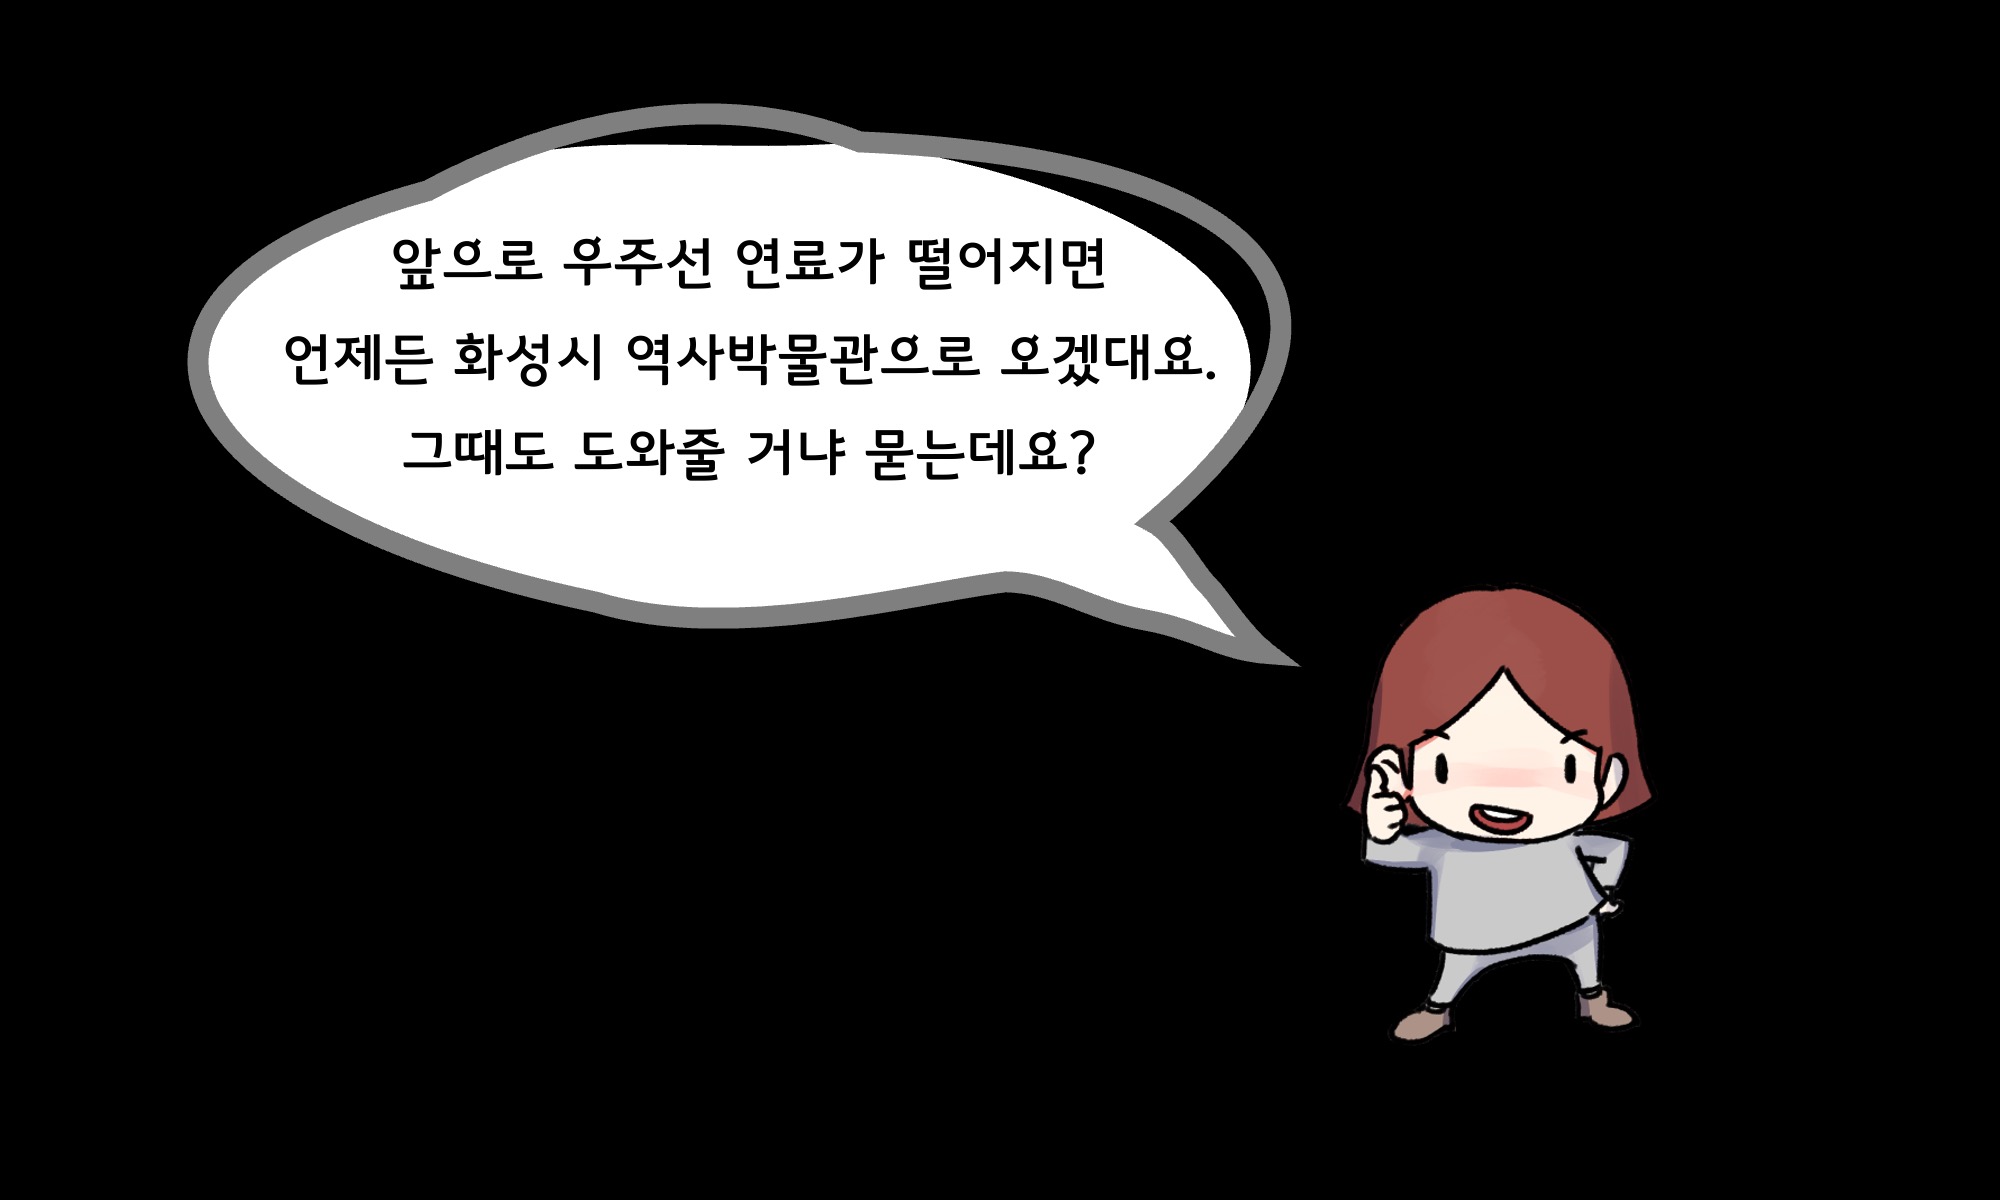 앞으로 우주선 연료가 떨어지면
언제든 화성시 역사박물관으로 오겠대요.
그때도 도와줄 거냐 묻는데요?